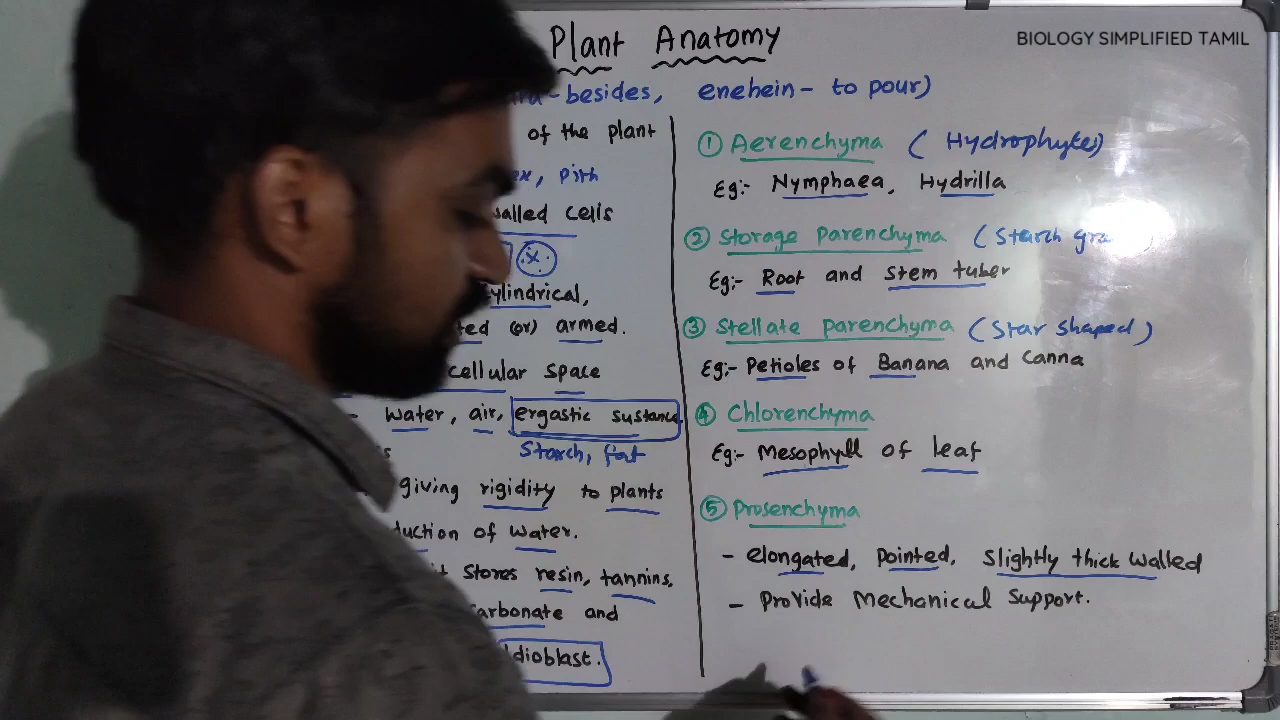 Plant Anatomy
BIOLOGY SIMPLIFIED TAMIL
besides, enehein - to pour)
of the plant
Pith
walled cells
cylindrical,
(or) armed.
cellular space
- water, air, ergastic sustance
Starch, fat
giving rigidity to plants
of water.
stores resin, tannins,
and
① Aerenchyma ( Hydrophytes)
Eg:- Nymphaea, Hydrilla
② Storage Parenchyma (Starch
Eg:- Root and Stem tuber
③ Stellate parenchyma (Star shaped)
Eg:- Petioles of Banana and Canna
④ Chlorenchyma
Eg:- Mesophyll of leaf
⑤ Prosenchyma
- elongated, pointed, slightly thick walled
- Provide Mechanical Support.